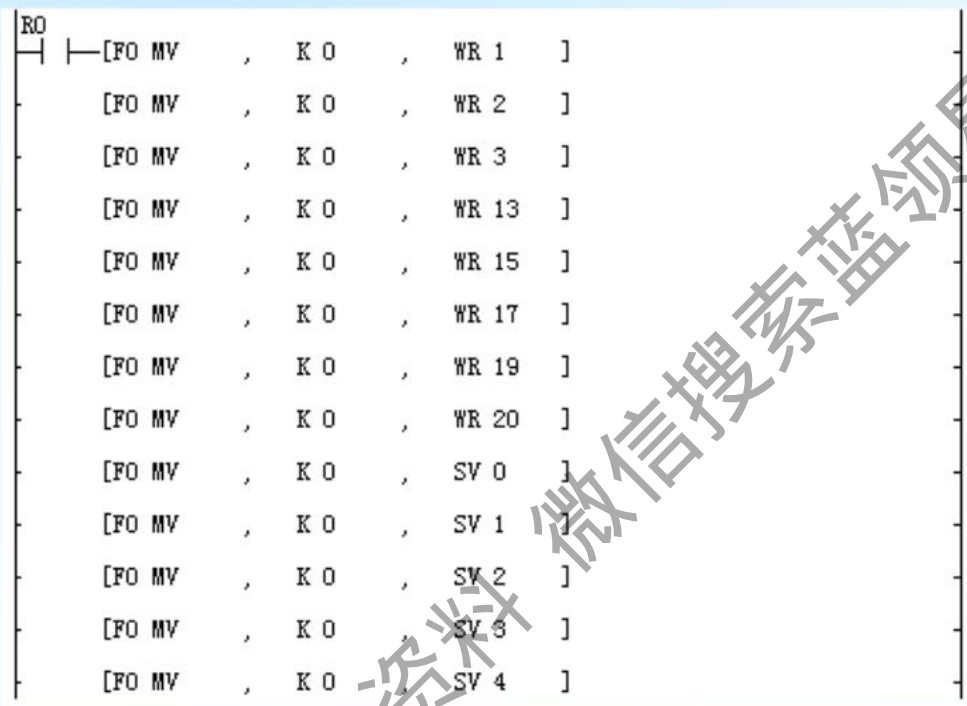 R0
[F0 MV , K 0 , WR 1 ]
[F0 MV , K 0 , WR 2 ]
[F0 MV , K 0 , WR 3 ]
[F0 MV , K 0 , WR 13 ]
[F0 MV , K 0 , WR 15 ]
[F0 MV , K 0 , WR 17 ]
[F0 MV , K 0 , WR 19 ]
[F0 MV , K 0 , WR 20 ]
[F0 MV , K 0 , SV 0 ]
[F0 MV , K 0 , SV 1 ]
[F0 MV , K 0 , SV 2 ]
[F0 MV , K 0 , SV 3 ]
[F0 MV , K 0 , SV 4 ]
资料 微信搜索蓝领